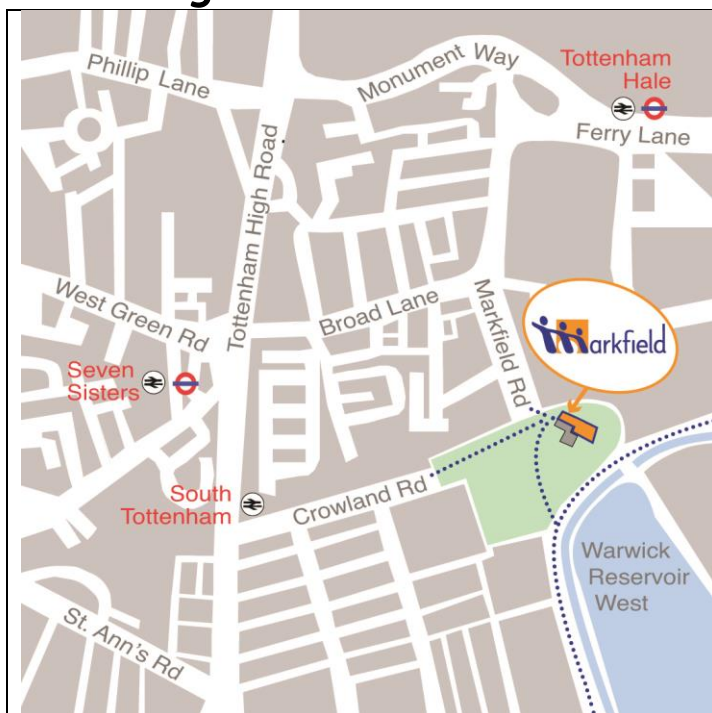 Phillip Lane
Monument Way
Tottenham
Hale
Ferry Lane
Tottenham High Road
West Green Rd
Broad Lane
Markfield Rd
markfield
Seven
Sisters
South
Tottenham
Crowland Rd
Warwick
Reservoir
West
St. Ann's Rd